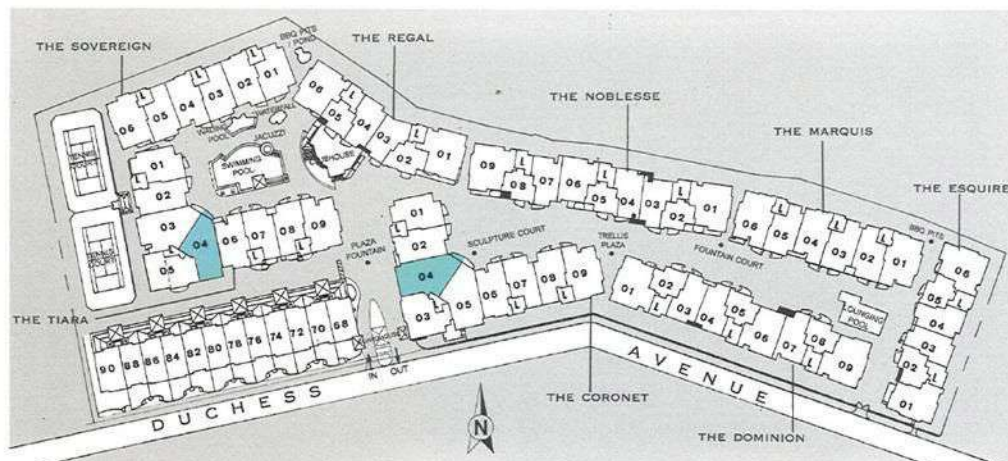 THE SOVEREIGN
BBQ PITS
/ POND
THE REGAL
THE NOBLESSE
THE MARQUIS
THE ESQUIRE
06 05 L 04 03 L 02 L 01
WADING
POOL
WATERFALL
JACUZZI
SWIMMING
POOL
TENNIS
COURT
TENNIS
COURT
01
L
02
03
04
05
L
06 07 L 08 09
06 05 L 04 03 L 02 01
09 L 08 07 06 L 05 04 03 L 02 01
06 L 05 04 03 L 02 01
BBQ PITS
06
05 L
04
03
L
02
L
01
LOUNGING
POOL
01
L
02
04
03
L
05
06
07
L
08
09
L
PLAZA
FOUNTAIN
SCULPTURE COURT
TRELLIS
PLAZA
FOUNTAIN COURT
01
02
L
03
04
05
L
06
07
08
L
09
THE TIARA
90 88 86 84 82 80 78 76 74 72 70 68
IN OUT
DUCHESS AVENUE
N
THE CORONET
THE DOMINION